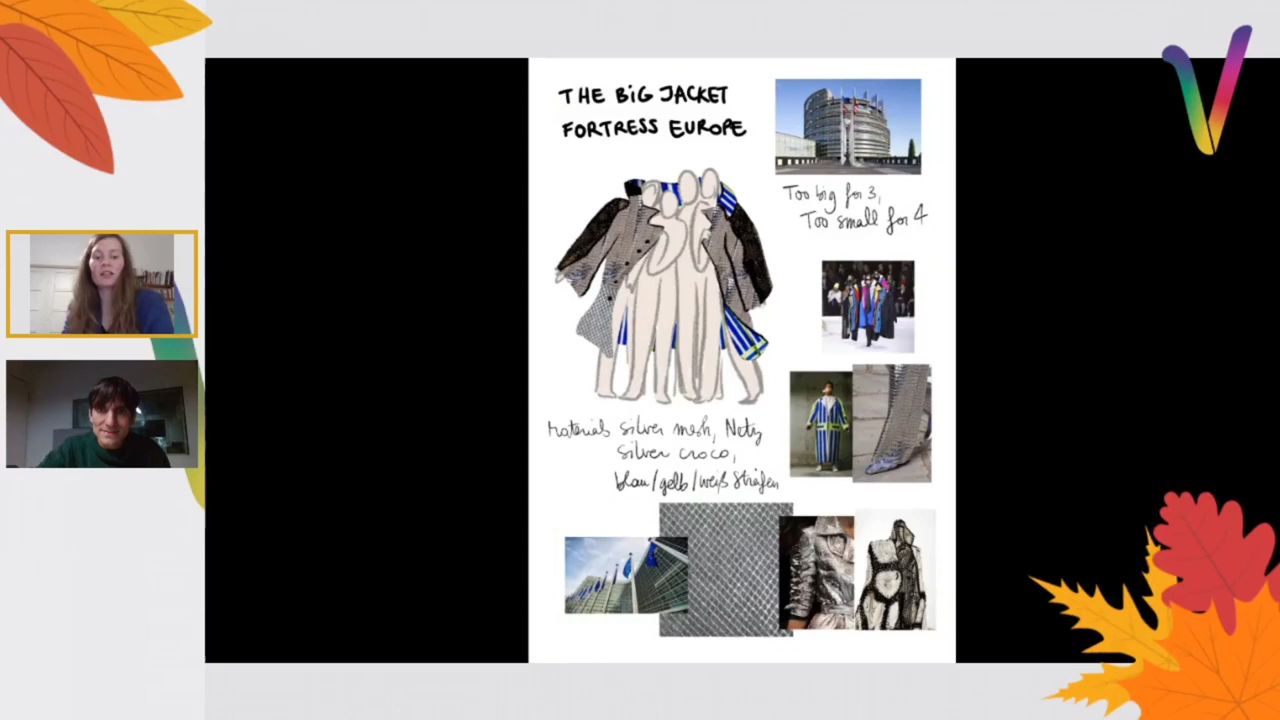 THE BiG JACKET
FORTRESS EUROPE
Too big for 3,
Too small for 4
Materials silver mesh, Netz
silver croco,
blau/gelb/weiß Streifen
V